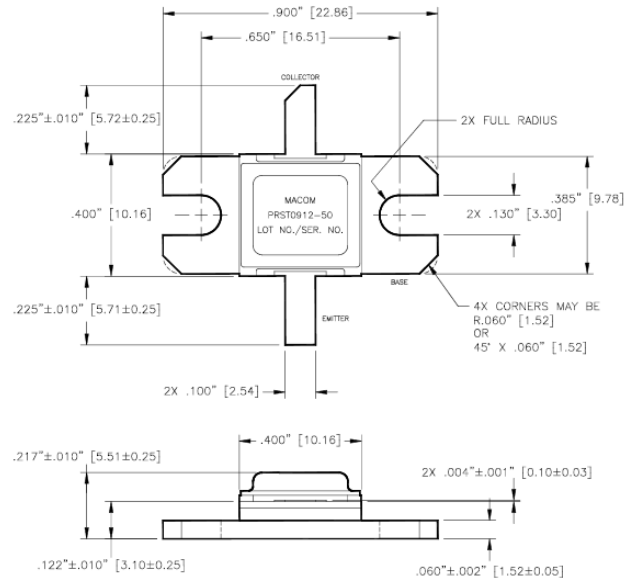 .900" [22.86]
.650" [16.51]
COLLECTOR
.225"±.010" [5.72±0.25]
2X FULL RADIUS
MACOM
PRST0912-50
LOT NO./SER. NO.
.400" [10.16]
.385" [9.78]
2X .130" [3.30]
BASE
.225"±.010" [5.71±0.25]
EMITTER
4X CORNERS MAY BE
R.060" [1.52]
OR
45° X .060" [1.52]
2X .100" [2.54]
.400" [10.16]
.217"±.010" [5.51±0.25]
2X .004"±.001" [0.10±0.03]
.122"±.010" [3.10±0.25]
.060"±.002" [1.52±0.05]